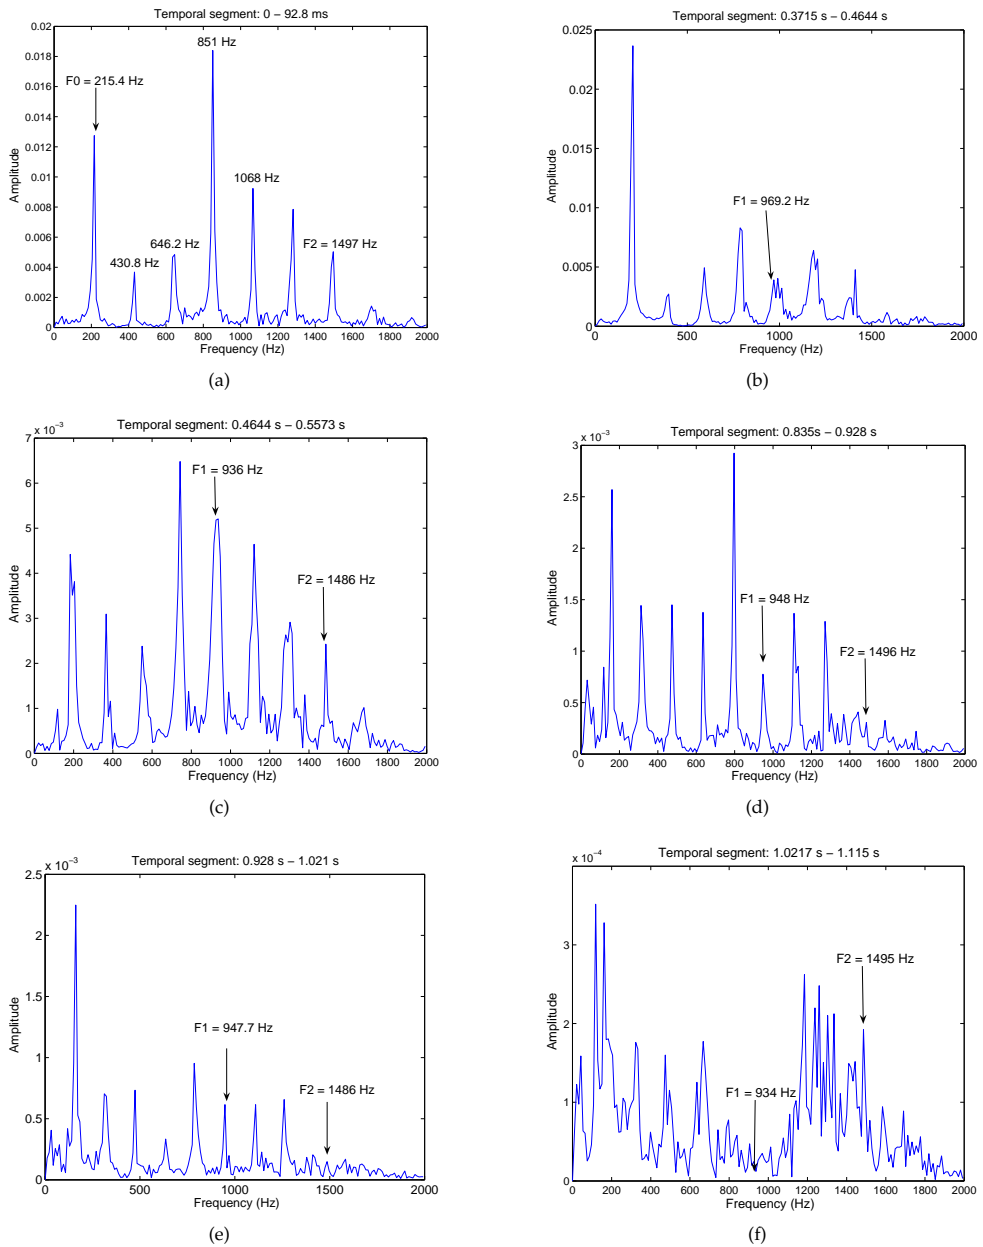 Temporal segment: 0 − 92.8 ms
0.02
0.018
0.016
0.014
0.012
0.01
0.008
0.006
0.004
0.002
0
Amplitude
F0 = 215.4 Hz
430.8 Hz
646.2 Hz
851 Hz
1068 Hz
F2 = 1497 Hz
0 200 400 600 800 1000 1200 1400 1600 1800 2000
Frequency (Hz)
(a)
Temporal segment: 0.3715 s − 0.4644 s
0.025
0.02
0.015
0.01
0.005
0
Amplitude
F1 = 969.2 Hz
0 500 1000 1500 2000
Frequency (Hz)
(b)
Temporal segment: 0.4644 s − 0.5573 s
x 10⁻³
7
6
5
4
3
2
1
0
Amplitude
F1 = 936 Hz
F2 = 1486 Hz
0 200 400 600 800 1000 1200 1400 1600 1800 2000
Frequency (Hz)
(c)
Temporal segment: 0.835s − 0.928 s
x 10⁻³
3
2.5
2
1.5
1
0.5
0
Amplitude
F1 = 948 Hz
F2 = 1496 Hz
0 200 400 600 800 1000 1200 1400 1600 1800 2000
Frequency (Hz)
(d)
Temporal segment: 0.928 s − 1.021 s
x 10⁻³
2.5
2
1.5
1
0.5
0
Amplitude
F1 = 947.7 Hz
F2 = 1486 Hz
0 500 1000 1500 2000
Frequency (Hz)
(e)
Temporal segment: 1.0217 s − 1.115 s
x 10⁻⁴
3
2
1
0
Amplitude
F1 = 934 Hz
F2 = 1495 Hz
0 200 400 600 800 1000 1200 1400 1600 1800 2000
Frequency (Hz)
(f)